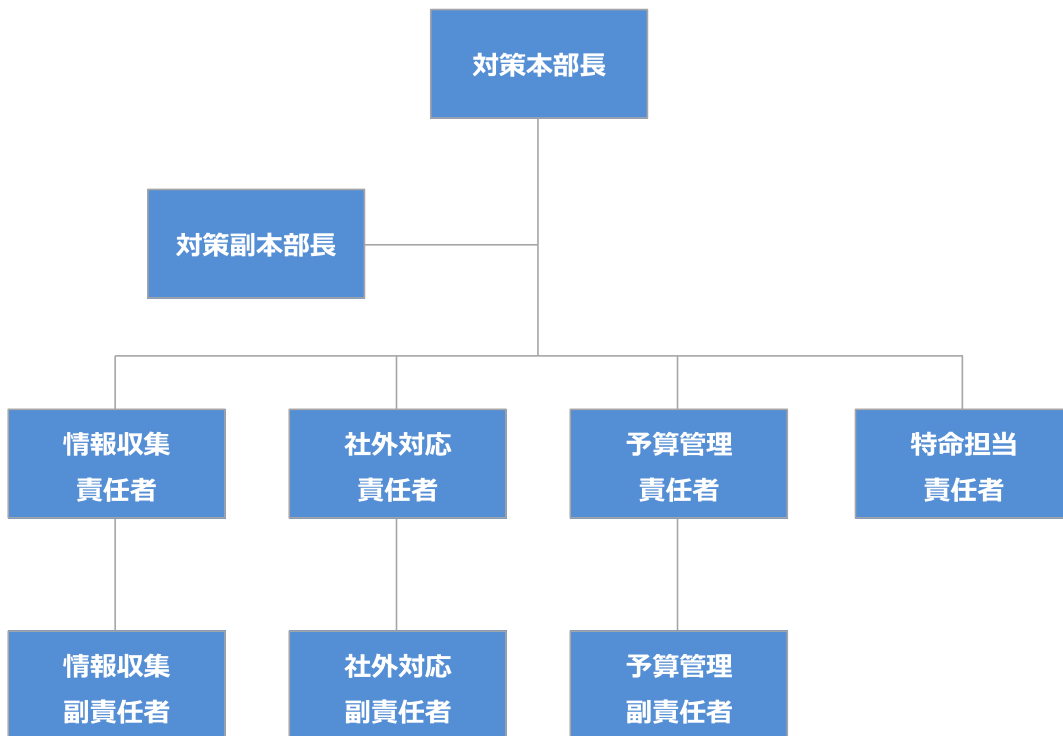 対策本部長
対策副本部長
情報収集
責任者
社外対応
責任者
予算管理
責任者
特命担当
責任者
情報収集
副責任者
社外対応
副責任者
予算管理
副責任者